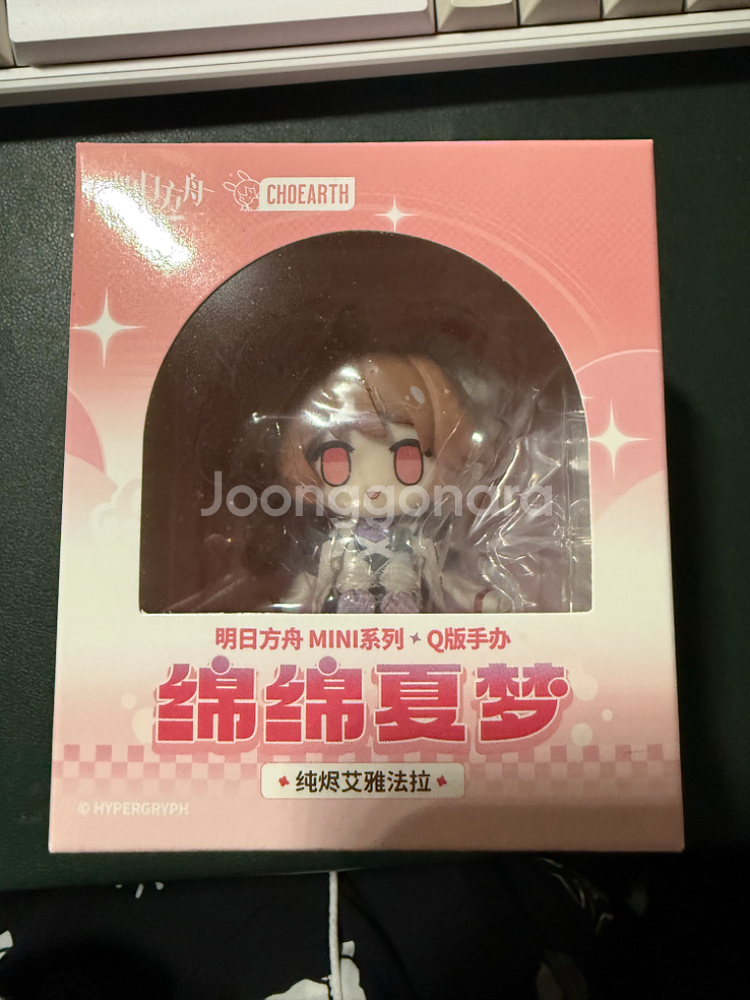 明日方舟
CHOEARTH
Joonggonara
明日方舟 MINI系列 Q版手办
绵绵夏梦
纯烬艾雅法拉
© HYPERGRYPH